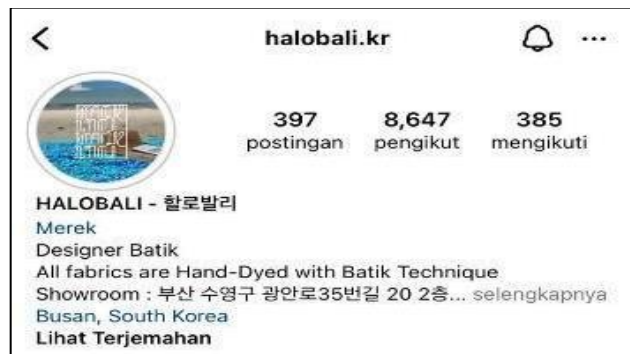 halobali.kr
397 8,647 385
postingan pengikut mengikuti
HALOBALI - 할로발리
Merek
Designer Batik
All fabrics are Hand-Dyed with Batik Technique
Showroom : 부산 수영구 광안로35번길 20 2층... selengkapnya
Busan, South Korea
Lihat Terjemahan